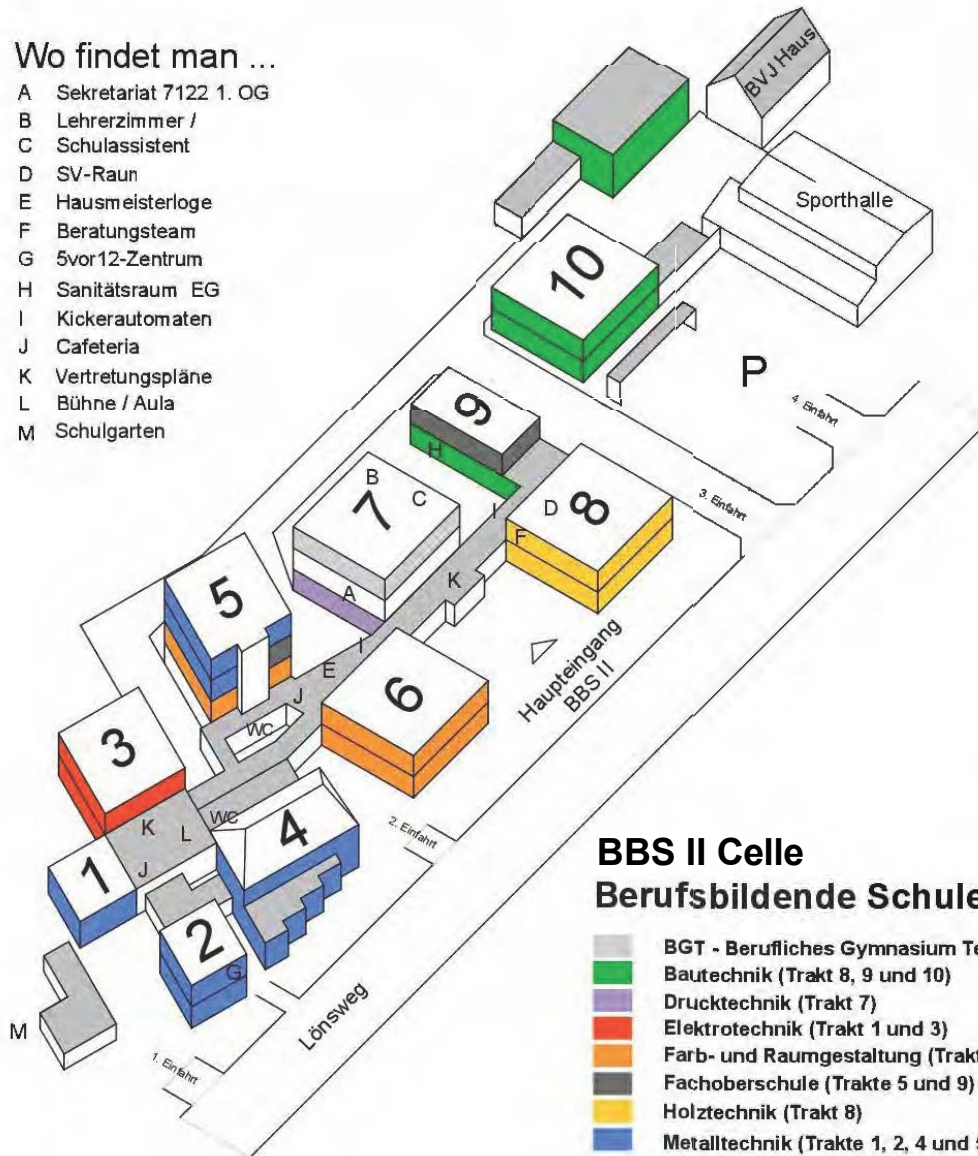 Wo findet man ...
A Sekretariat 7122 1. OG
B Lehrerzimmer /
C Schulassistent
D SV-Raun
E Hausmeisterloge
F Beratungsteam
G 5vor12-Zentrum
H Sanitätsraum EG
I Kickerautomaten
J Cafeteria
K Vertretungspläne
L Bühne / Aula
M Schulgarten
BVJ Haus
Sporthalle
10
P
4. Einfahrt
9
H
B
C
7
I
D
8
3. Einfahrt
F
K
A
5
I
E
Haupteingang
BBS II
6
J
WC
3
K
L
WC
4
2. Einfahrt
1
J
2
G
M
Lönsweg
1. Einfahrt
BBS II Celle
Berufsbildende Schule
BGT - Berufliches Gymnasium Te
Bautechnik (Trakt 8, 9 und 10)
Drucktechnik (Trakt 7)
Elektrotechnik (Trakt 1 und 3)
Farb- und Raumgestaltung (Trakt
Fachoberschule (Trakte 5 und 9)
Holztechnik (Trakt 8)
Metalltechnik (Trakte 1, 2, 4 und 5